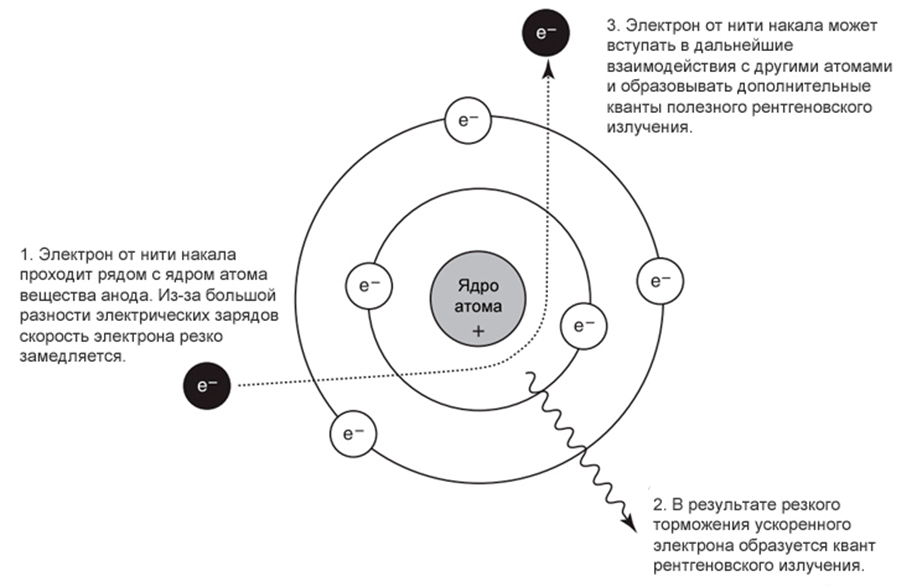 3. Электрон от нити накала может
вступать в дальнейшие
взаимодействия с другими атомами
и образовывать дополнительные
кванты полезного рентгеновского
излучения.
e−
e−
1. Электрон от нити накала
проходит рядом с ядром атома
вещества анода. Из-за большой
разности электрических зарядов
скорость электрона резко
замедляется.
e−
Ядро
атома
+
e−
e−
e−
e−
2. В результате резкого
торможения ускоренного
электрона образуется квант
рентгеновского излучения.